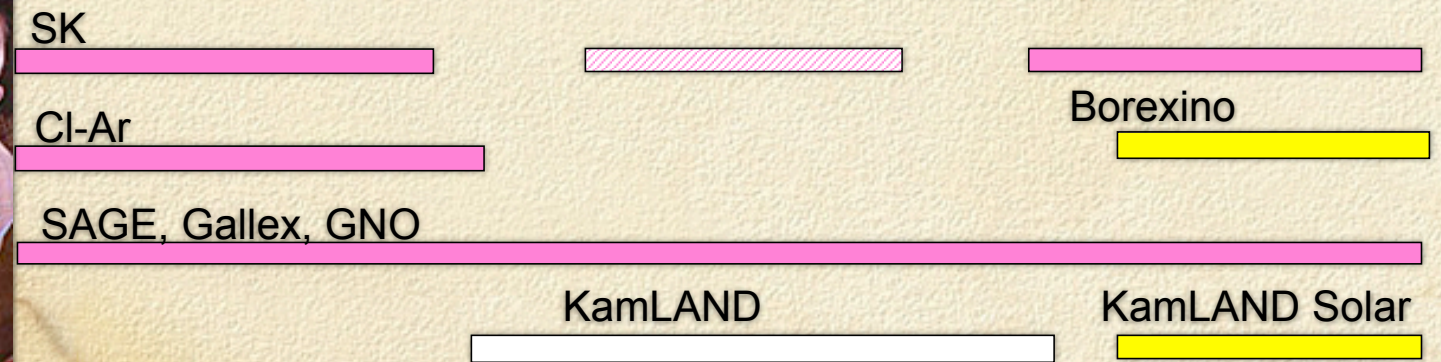 SK
Borexino
Cl-Ar
SAGE, Gallex, GNO
KamLAND
KamLAND Solar